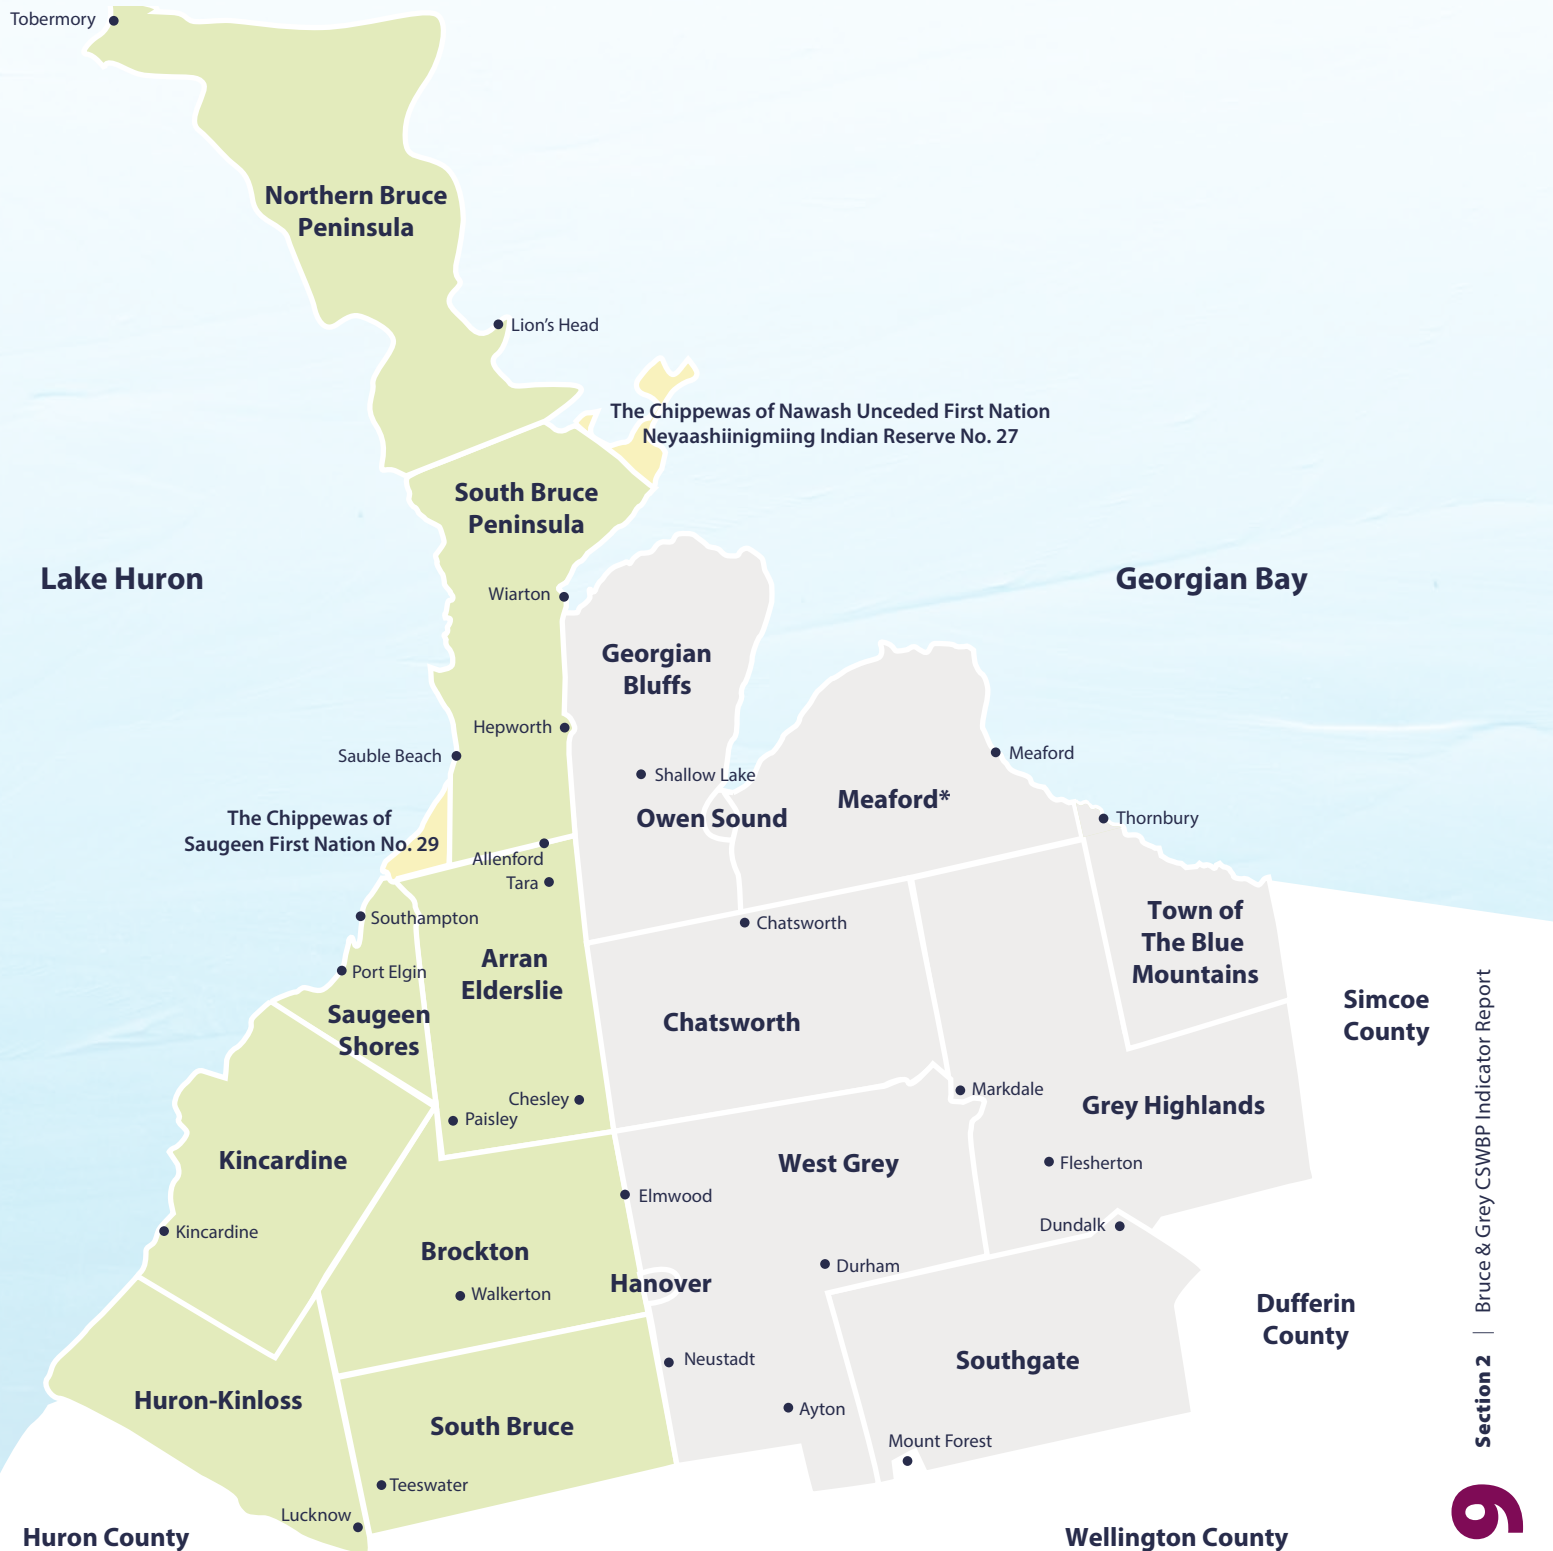 Tobermory
Northern Bruce
Peninsula
Lion's Head
The Chippewas of Nawash Unceded First Nation
Neyaashiinigmiing Indian Reserve No. 27
South Bruce
Peninsula
Lake Huron
Georgian Bay
Wiarton
Georgian
Bluffs
Hepworth
Sauble Beach
Meaford
Shallow Lake
Meaford*
The Chippewas of
Saugeen First Nation No. 29
Owen Sound
Thornbury
Allenford
Tara
Southampton
Chatsworth
Town of
The Blue
Mountains
Arran
Elderslie
Port Elgin
Saugeen
Shores
Chatsworth
Simcoe
County
Chesley
Paisley
Markdale
Grey Highlands
Kincardine
West Grey
Flesherton
Elmwood
Kincardine
Dundalk
Brockton
Walkerton
Hanover
Durham
Dufferin
County
Neustadt
Southgate
Huron-Kinloss
South Bruce
Ayton
Mount Forest
Teeswater
Lucknow
Huron County
Wellington County
Section 2 | Bruce & Grey CSWBP Indicator Report
9